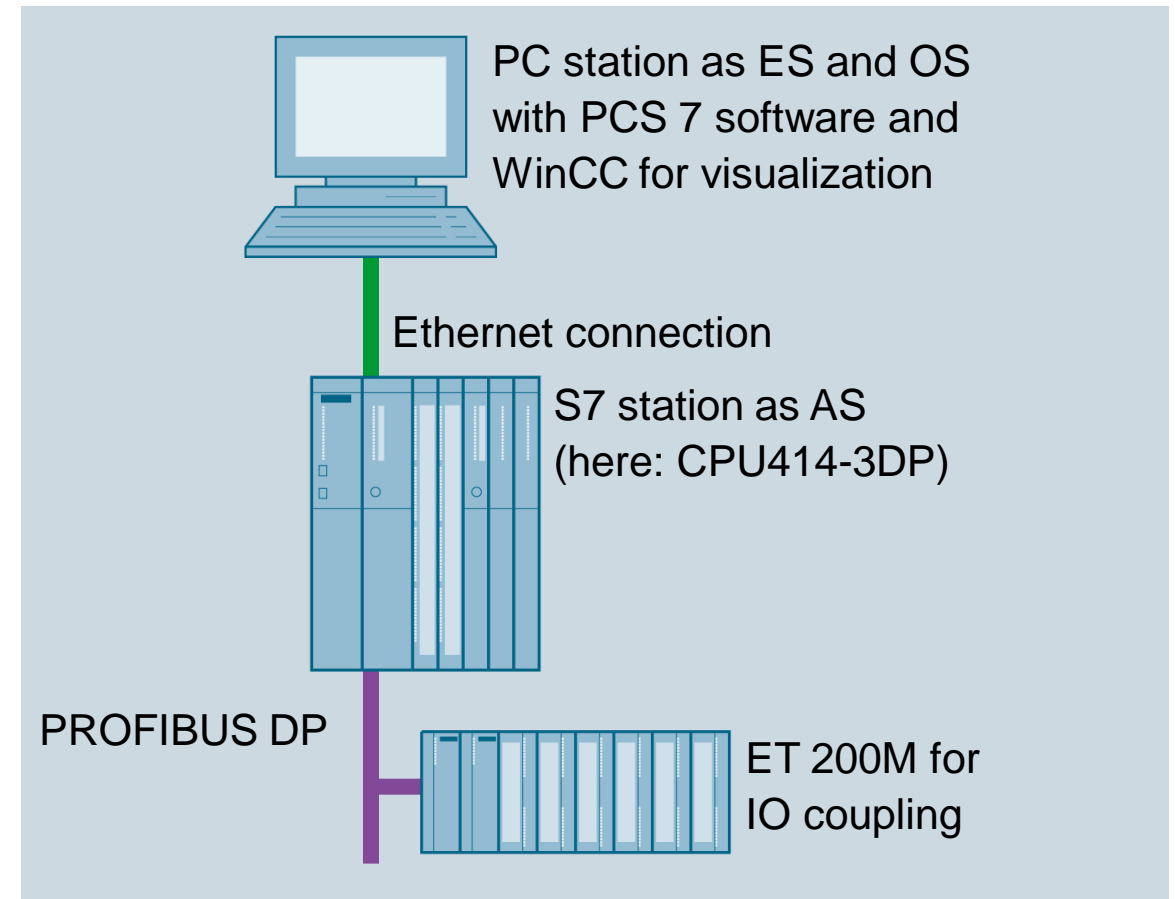 PC station as ES and OS
with PCS 7 software and
WinCC for visualization
Ethernet connection
S7 station as AS
(here: CPU414-3DP)
PROFIBUS DP
ET 200M for
IO coupling